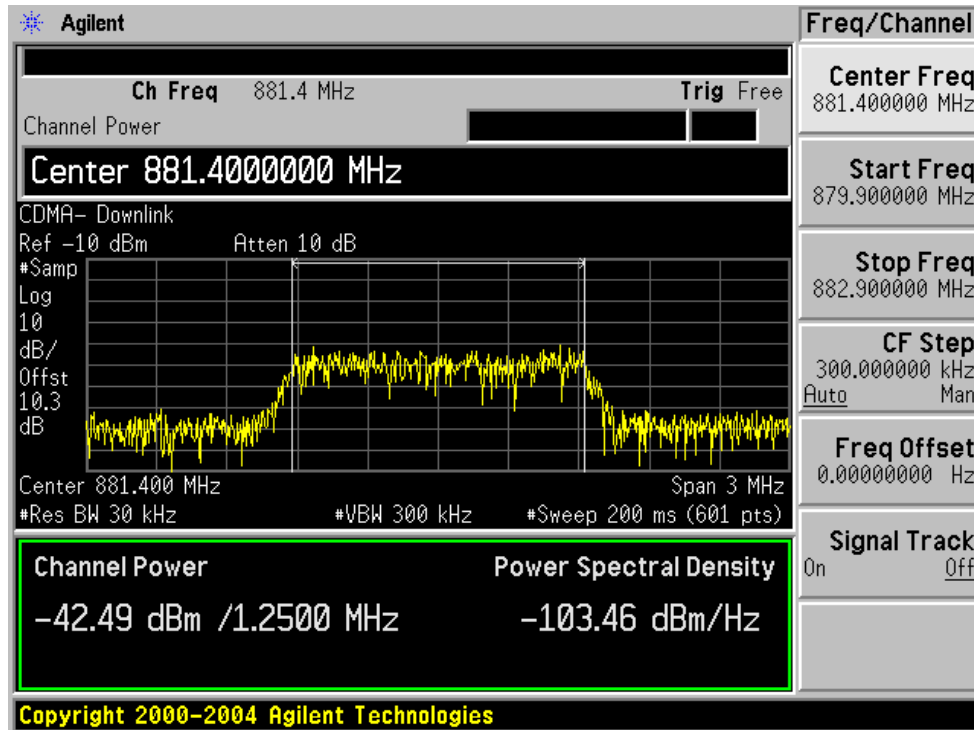 Agilent
Freq/Channel
Ch Freq 881.4 MHz Trig Free
Channel Power
Center 881.4000000 MHz
CDMA- Downlink
Ref -10 dBm Atten 10 dB
#Samp
Log
10
dB/
Offst
10.3
dB
Center 881.400 MHz Span 3 MHz
#Res BW 30 kHz #VBW 300 kHz #Sweep 200 ms (601 pts)
Channel Power Power Spectral Density
-42.49 dBm /1.2500 MHz -103.46 dBm/Hz
Copyright 2000-2004 Agilent Technologies
Center Freq
881.400000 MHz
Start Freq
879.900000 MHz
Stop Freq
882.900000 MHz
CF Step
300.000000 kHz
Auto Man
Freq Offset
0.00000000 Hz
Signal Track
On Off